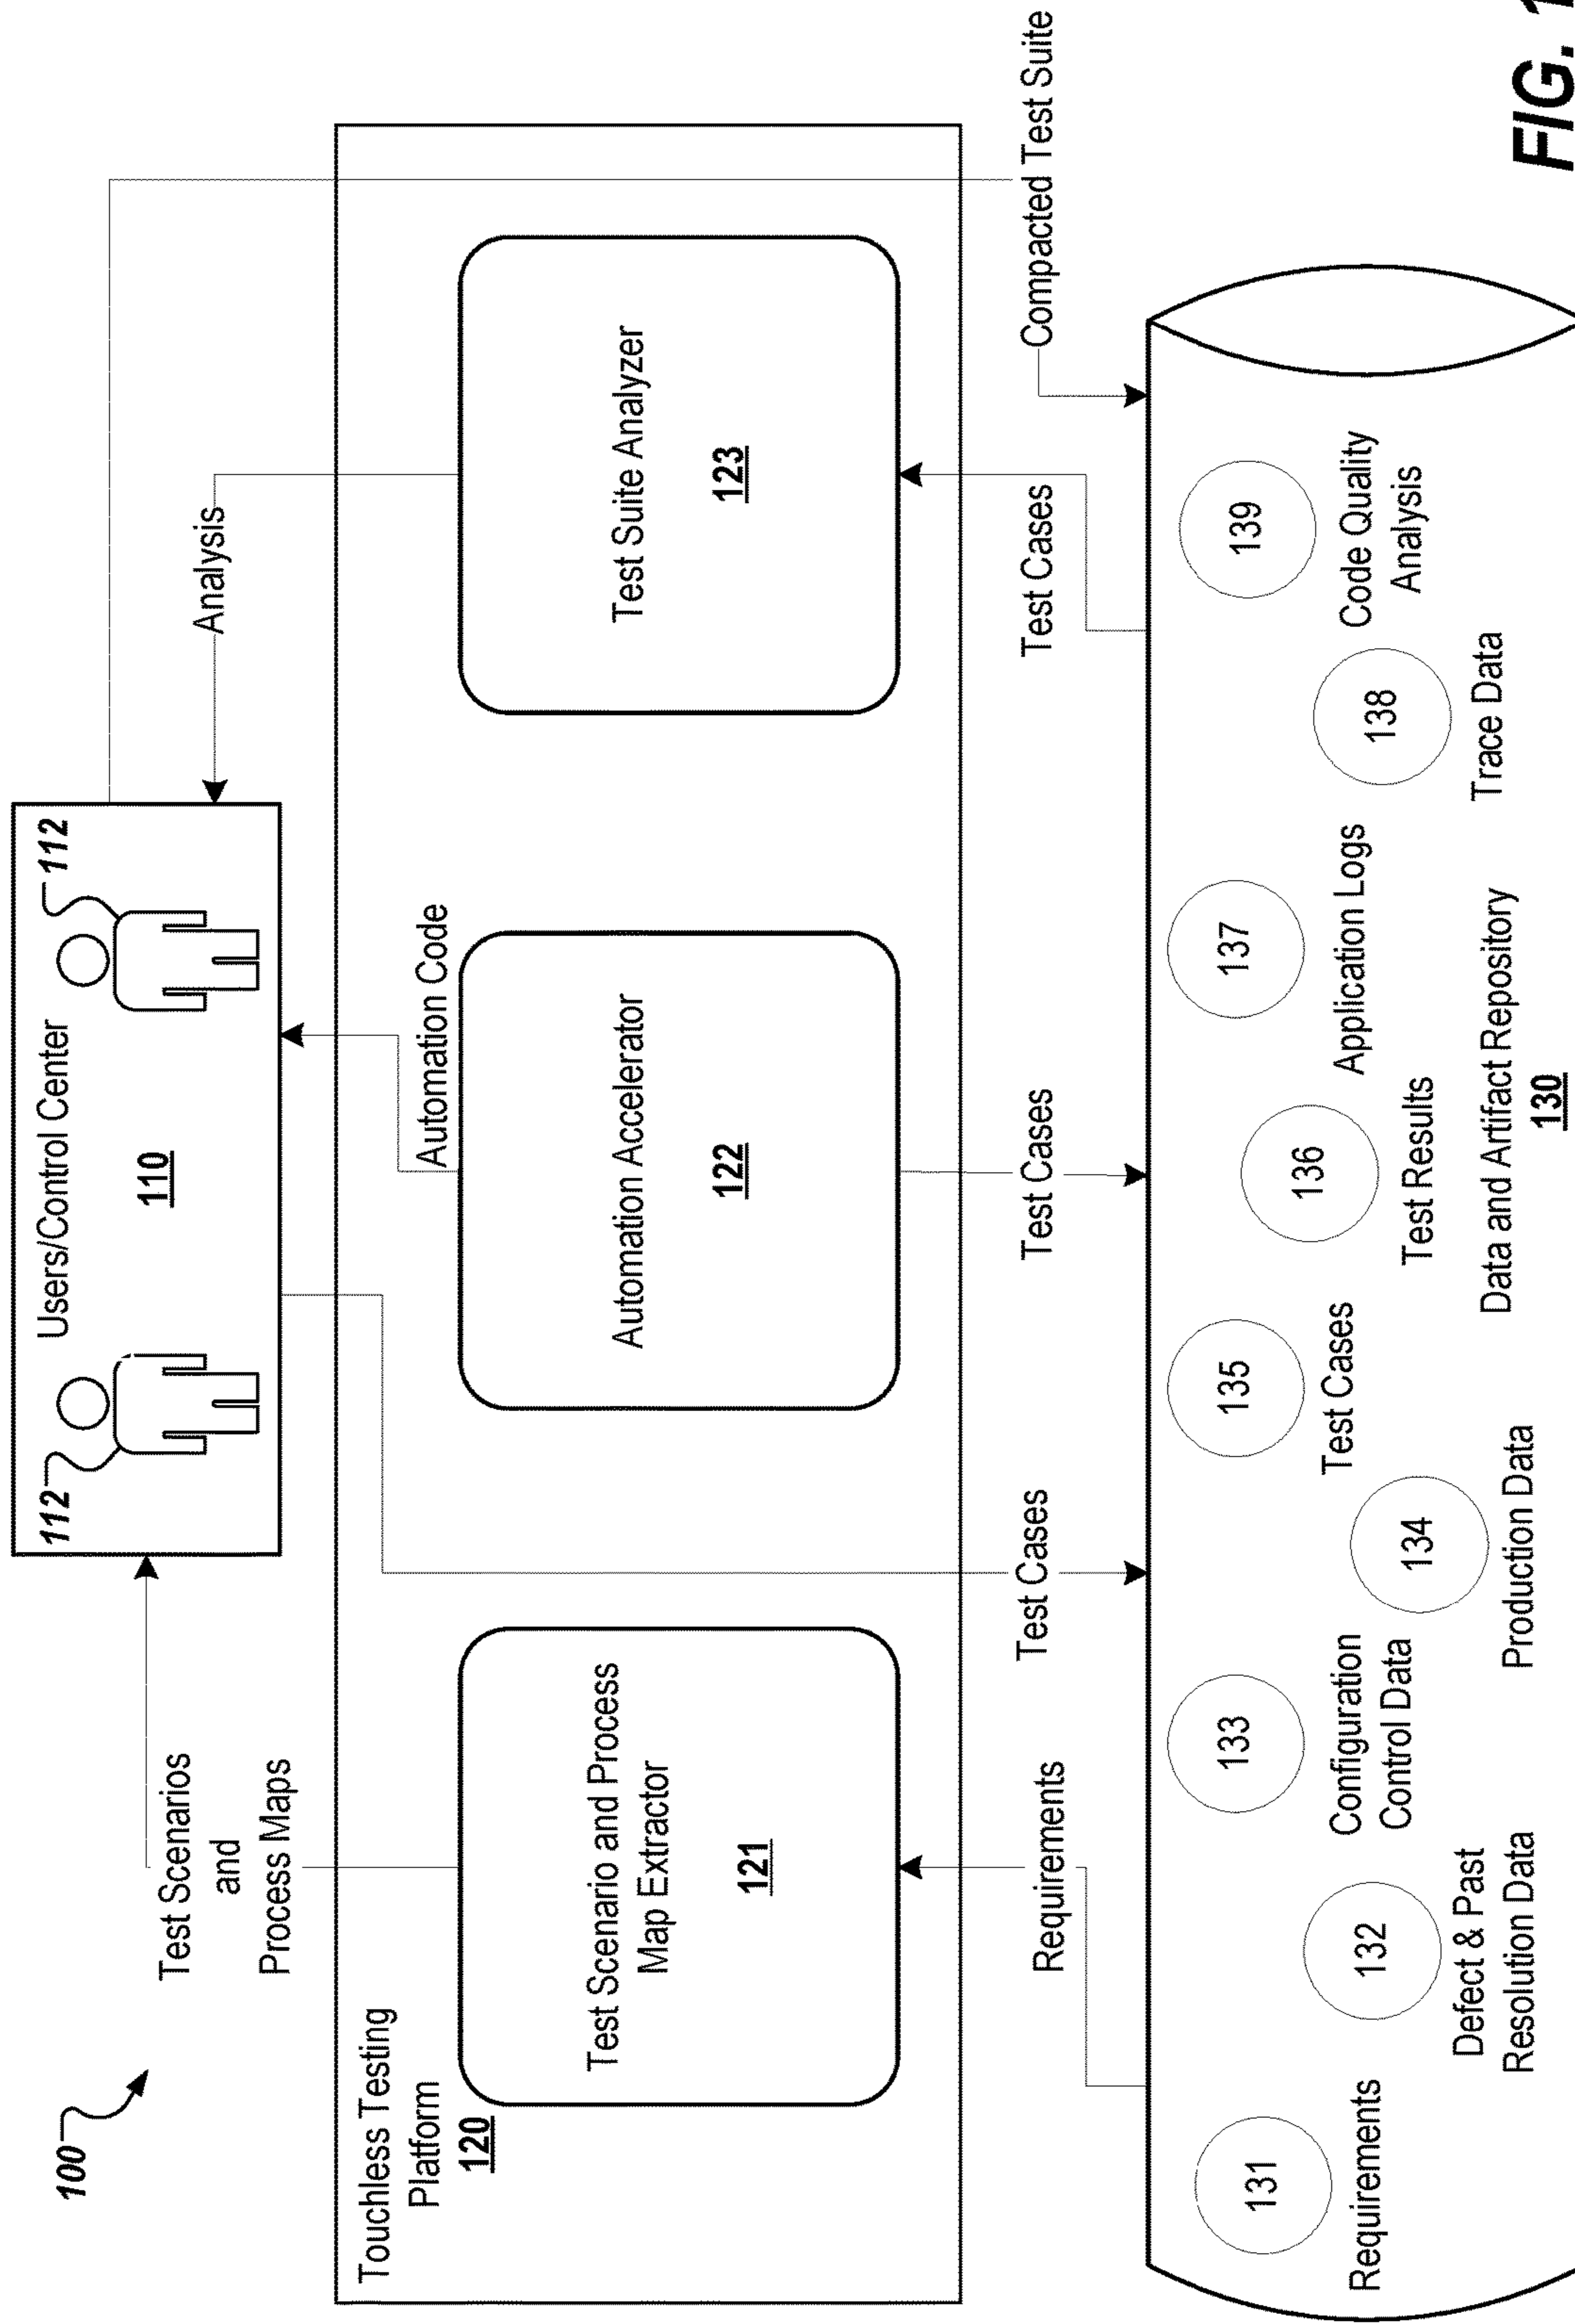 100
Users/Control Center
110
112
112
Test Scenarios
and
Process Maps
Automation Code
Analysis
Touchless Testing
Platform
120
Test Scenario and Process
Map Extractor
121
Automation Accelerator
122
Test Suite Analyzer
123
Requirements
Test Cases
Test Cases
Test Cases
Compacted Test Suite
131
Requirements
132
Defect & Past
Resolution Data
133
Configuration
Control Data
134
Production Data
135
Test Cases
136
Test Results
137
Application Logs
138
Trace Data
139
Code Quality
Analysis
Data and Artifact Repository
130
FIG. 1